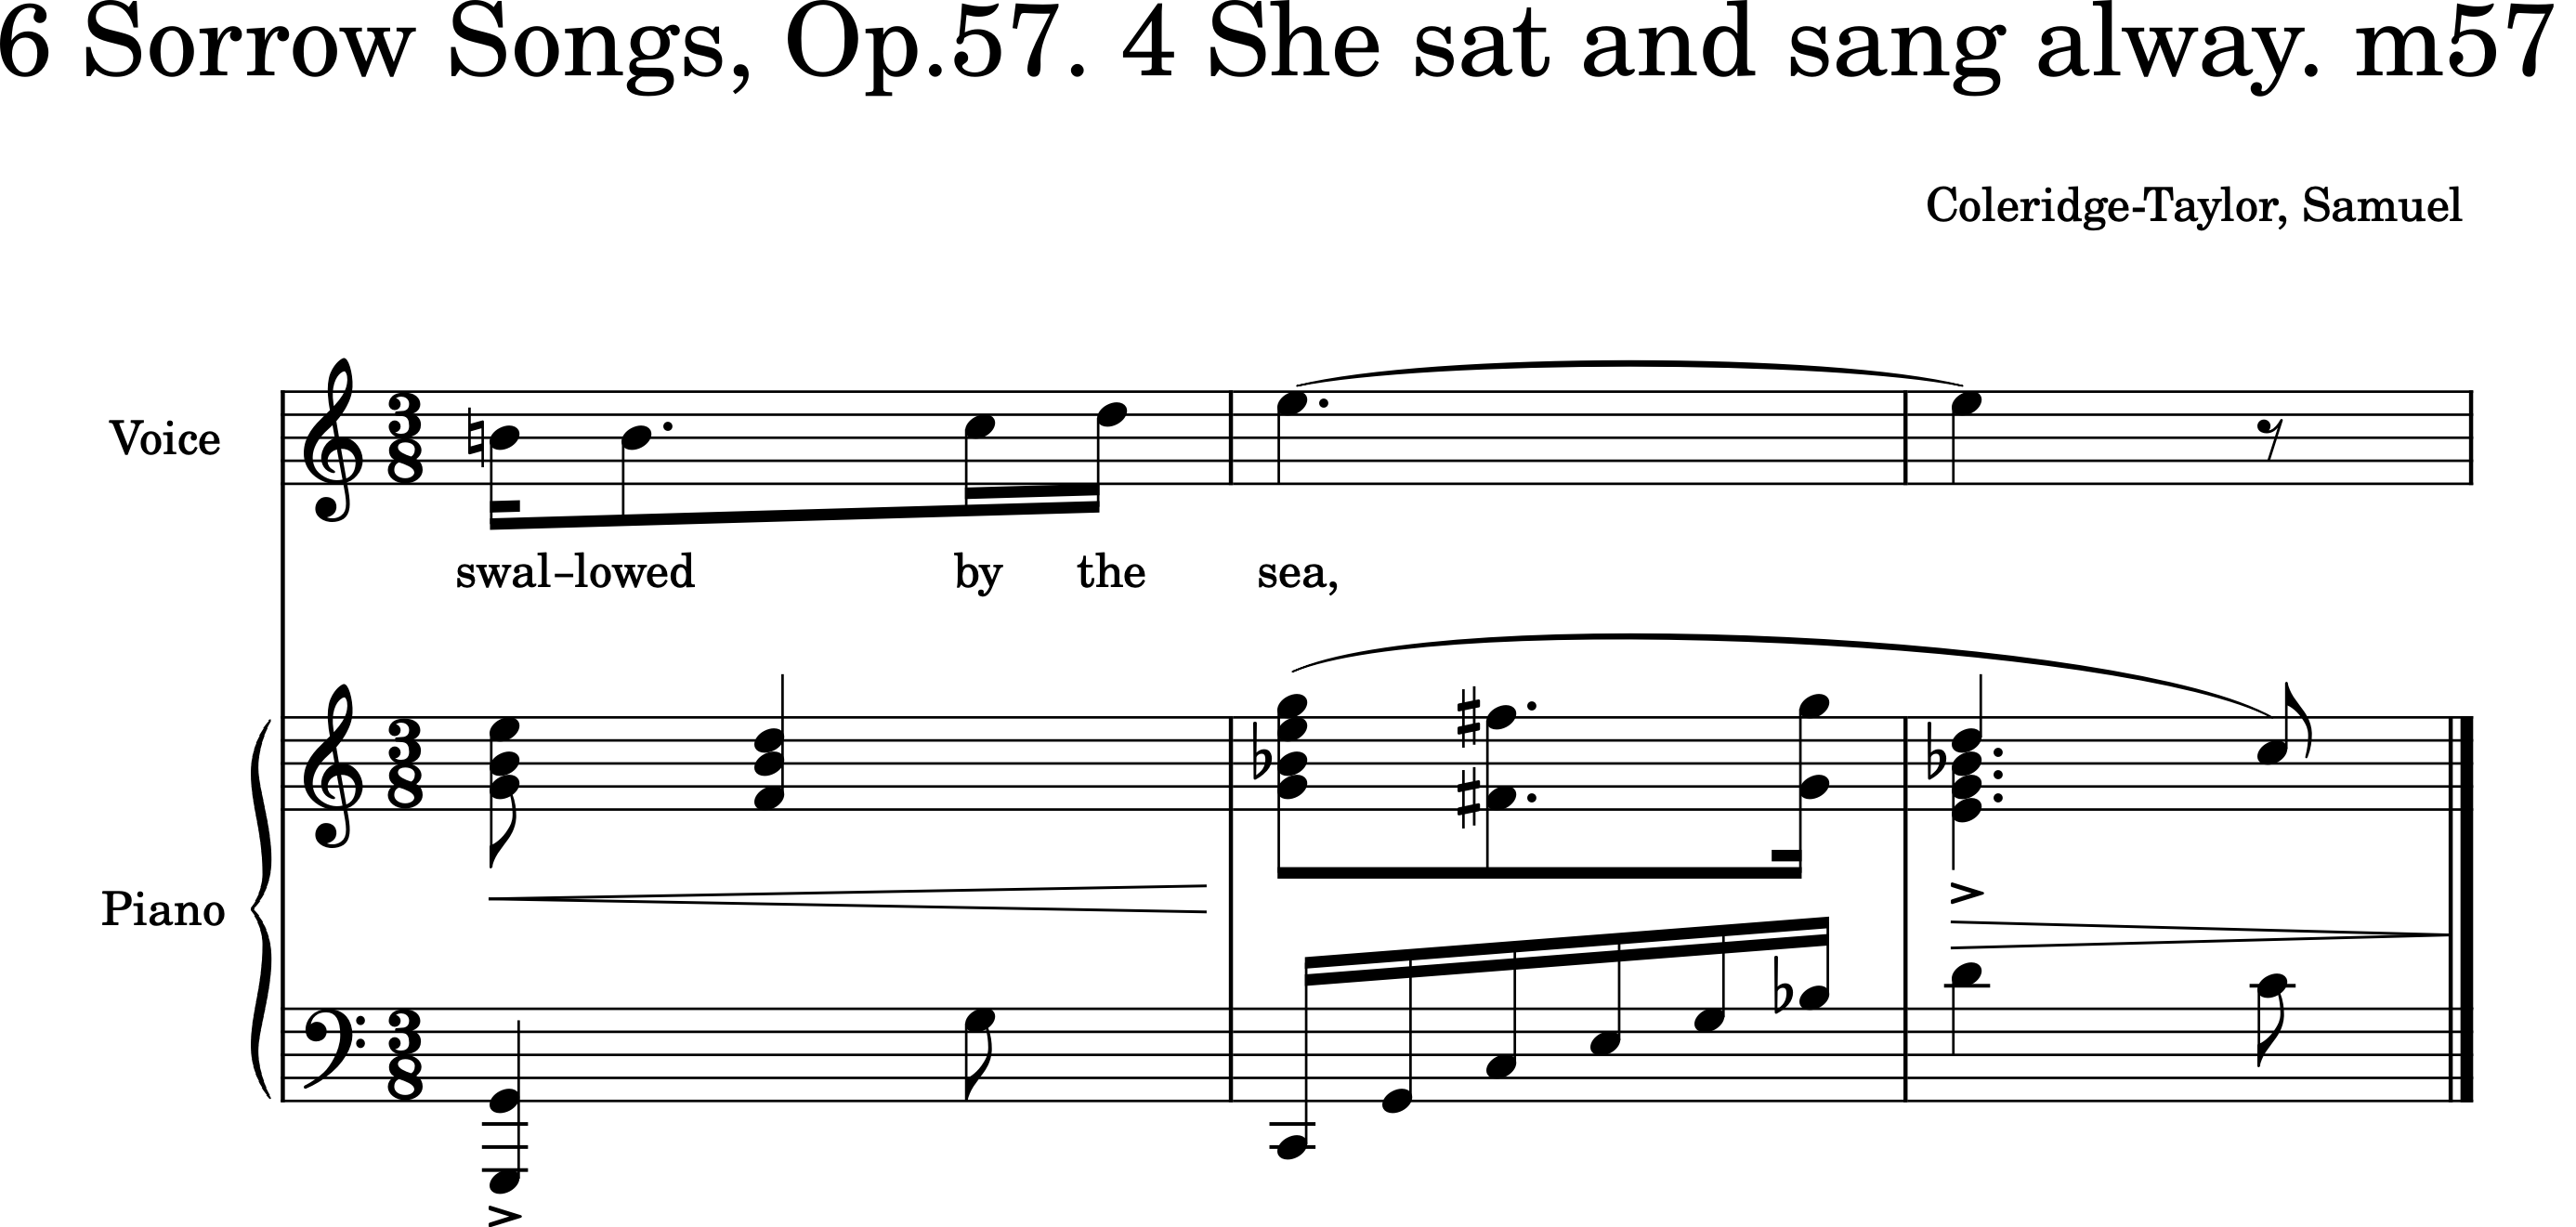 6 Sorrow Songs, Op.57. 4 She sat and sang alway. m57
Coleridge-Taylor, Samuel
Voice
swal-lowed by the sea,
Piano